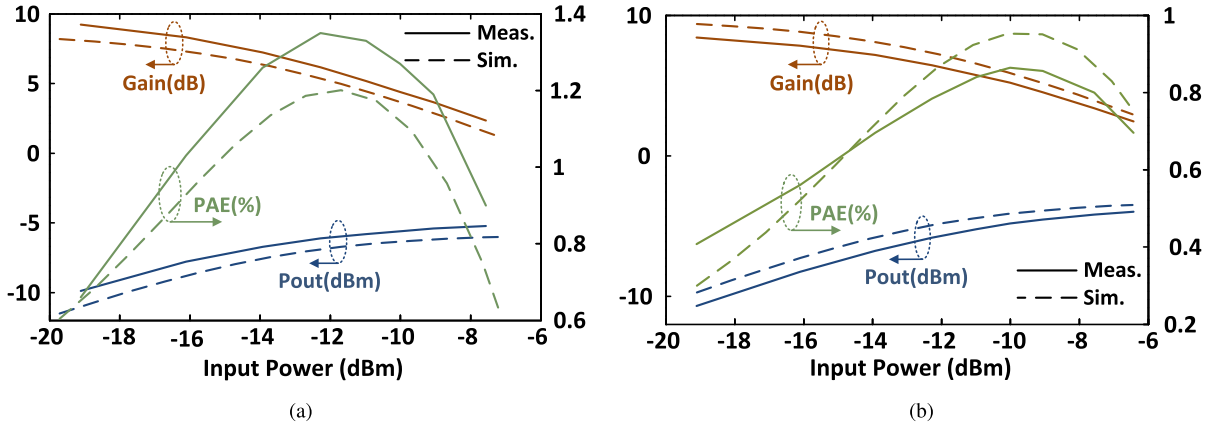 10
5
0
-5
-10
1.4
1.2
1
0.8
0.6
-20 -18 -16 -14 -12 -10 -8 -6
Input Power (dBm)
Meas.
Sim.
Gain(dB)
PAE(%)
Pout(dBm)
(a)
10
0
-10
1
0.8
0.6
0.4
0.2
-20 -18 -16 -14 -12 -10 -8 -6
Input Power (dBm)
Gain(dB)
PAE(%)
Pout(dBm)
Meas.
Sim.
(b)